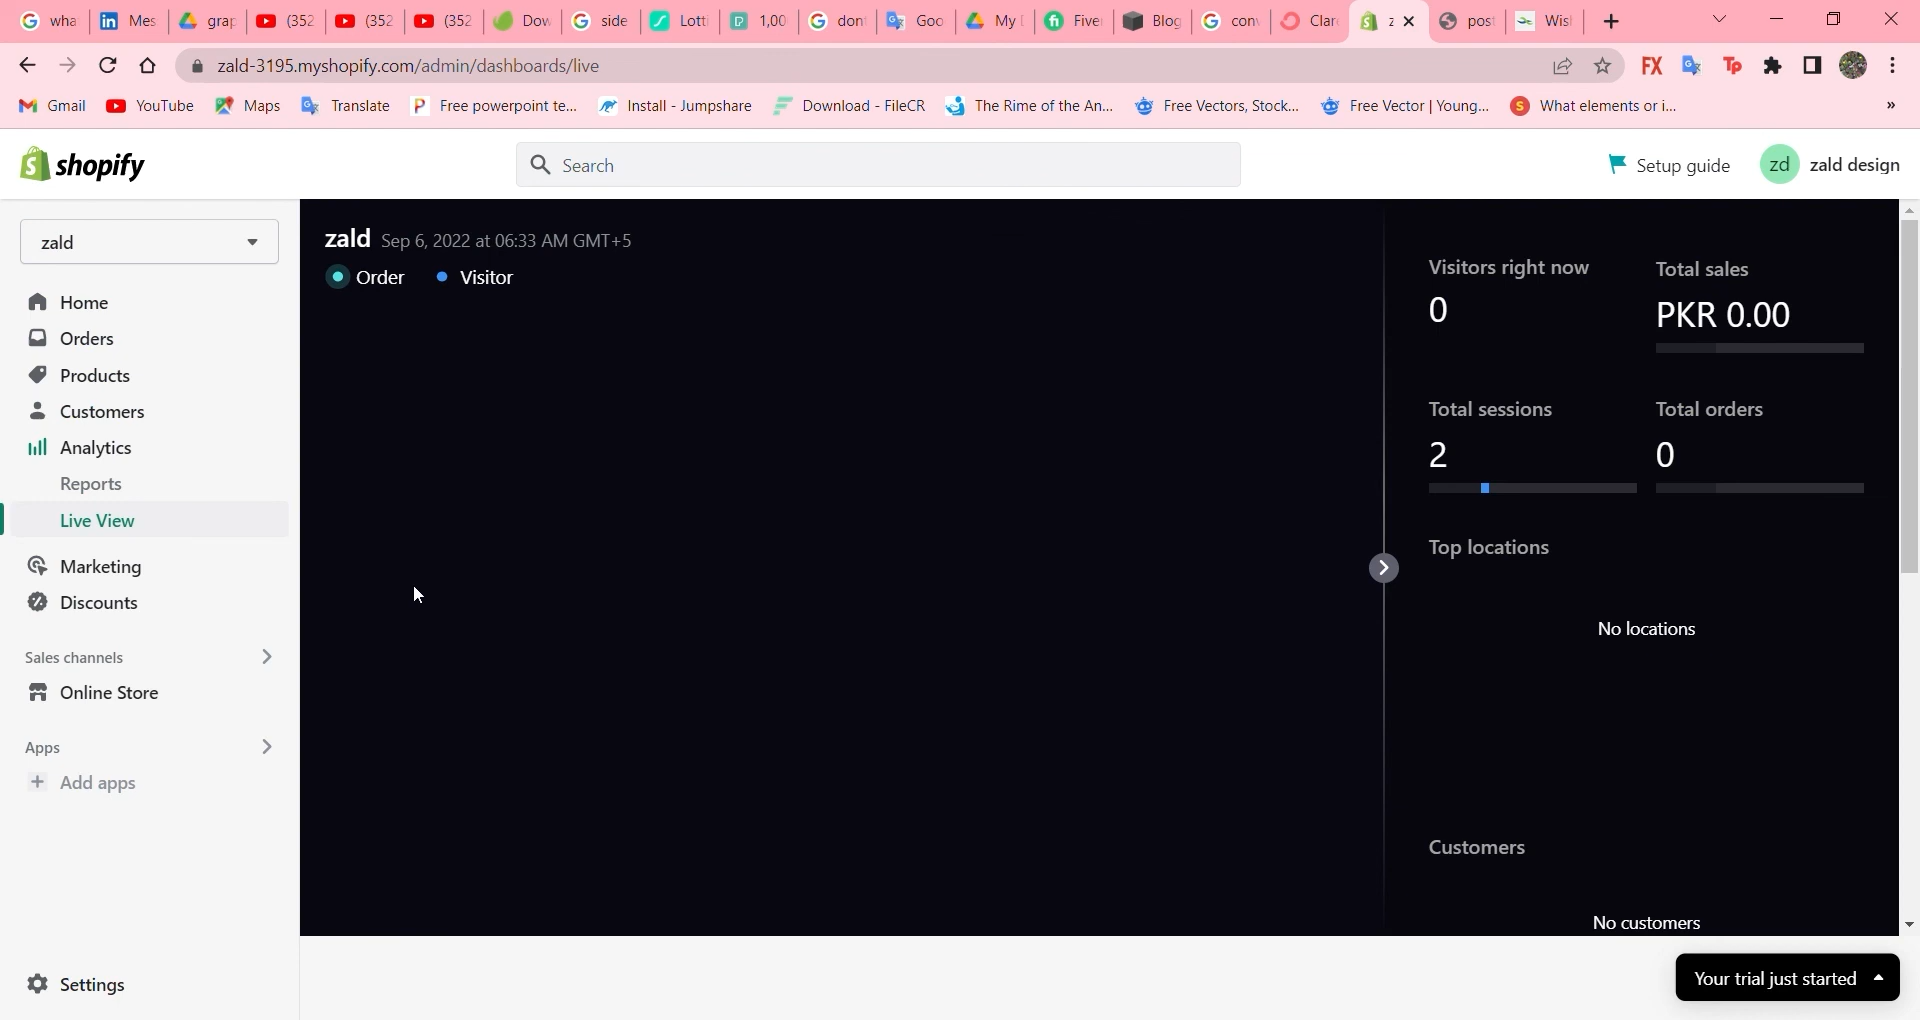 wha
Mes
grap
(352
(352
(352
Dow
side
Lotti
1,00
don
Goo
My
Five
Blog
con
Clar
z
post
Wis
zald-3195.myshopify.com/admin/dashboards/live
FX
Tp
Gmail
YouTube
Maps
Translate
Free powerpoint te...
Install - Jumpshare
Download - FileCR
The Rime of the An...
Free Vectors, Stock...
Free Vector | Young...
What elements or i...
»
shopify
Search
Setup guide
zd
zald design
zald
zald Sep 6, 2022 at 06:33 AM GMT+5
Order
Visitor
Home
Orders
Products
Customers
Analytics
Reports
Live View
Marketing
Discounts
Sales channels
Online Store
Apps
Add apps
Settings
Visitors right now
0
Total sales
PKR 0.00
Total sessions
2
Total orders
0
Top locations
No locations
Customers
No customers
Your trial just started